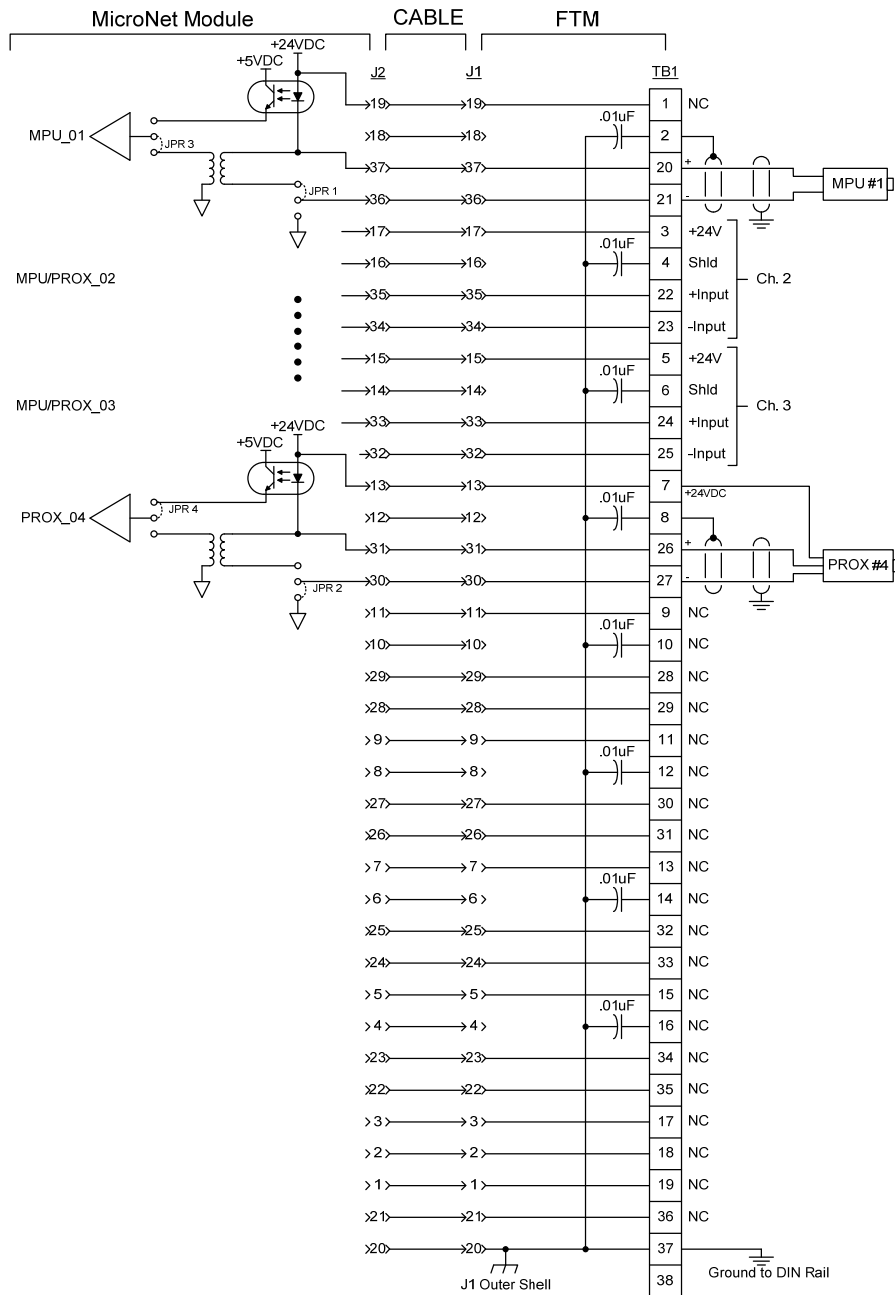 MicroNet Module CABLE FTM
+24VDC
+5VDC J2 J1 TB1
19 19 1 NC
.01uF
MPU_01 JPR 3 18 18 2
37 37 20 + MPU #1
JPR 1 36 36 21 -
17 17 3 +24V
.01uF
MPU/PROX_02 16 16 4 Shld Ch. 2
35 35 22 +Input
34 34 23 -Input
15 15 5 +24V
.01uF
MPU/PROX_03 14 14 6 Shld Ch. 3
33 33 24 +Input
+24VDC
+5VDC 32 32 25 -Input
13 13 7 +24VDC
.01uF
PROX_04 JPR 4 12 12 8
31 31 26 + PROX #4
JPR 2 30 30 27 -
11 11 9 NC
.01uF
10 10 10 NC
29 29 28 NC
28 28 29 NC
9 9 11 NC
.01uF
8 8 12 NC
27 27 30 NC
26 26 31 NC
7 7 13 NC
.01uF
6 6 14 NC
25 25 32 NC
24 24 33 NC
5 5 15 NC
.01uF
4 4 16 NC
23 23 34 NC
22 22 35 NC
3 3 17 NC
2 2 18 NC
1 1 19 NC
21 21 36 NC
20 20 37
J1 Outer Shell 38 Ground to DIN Rail